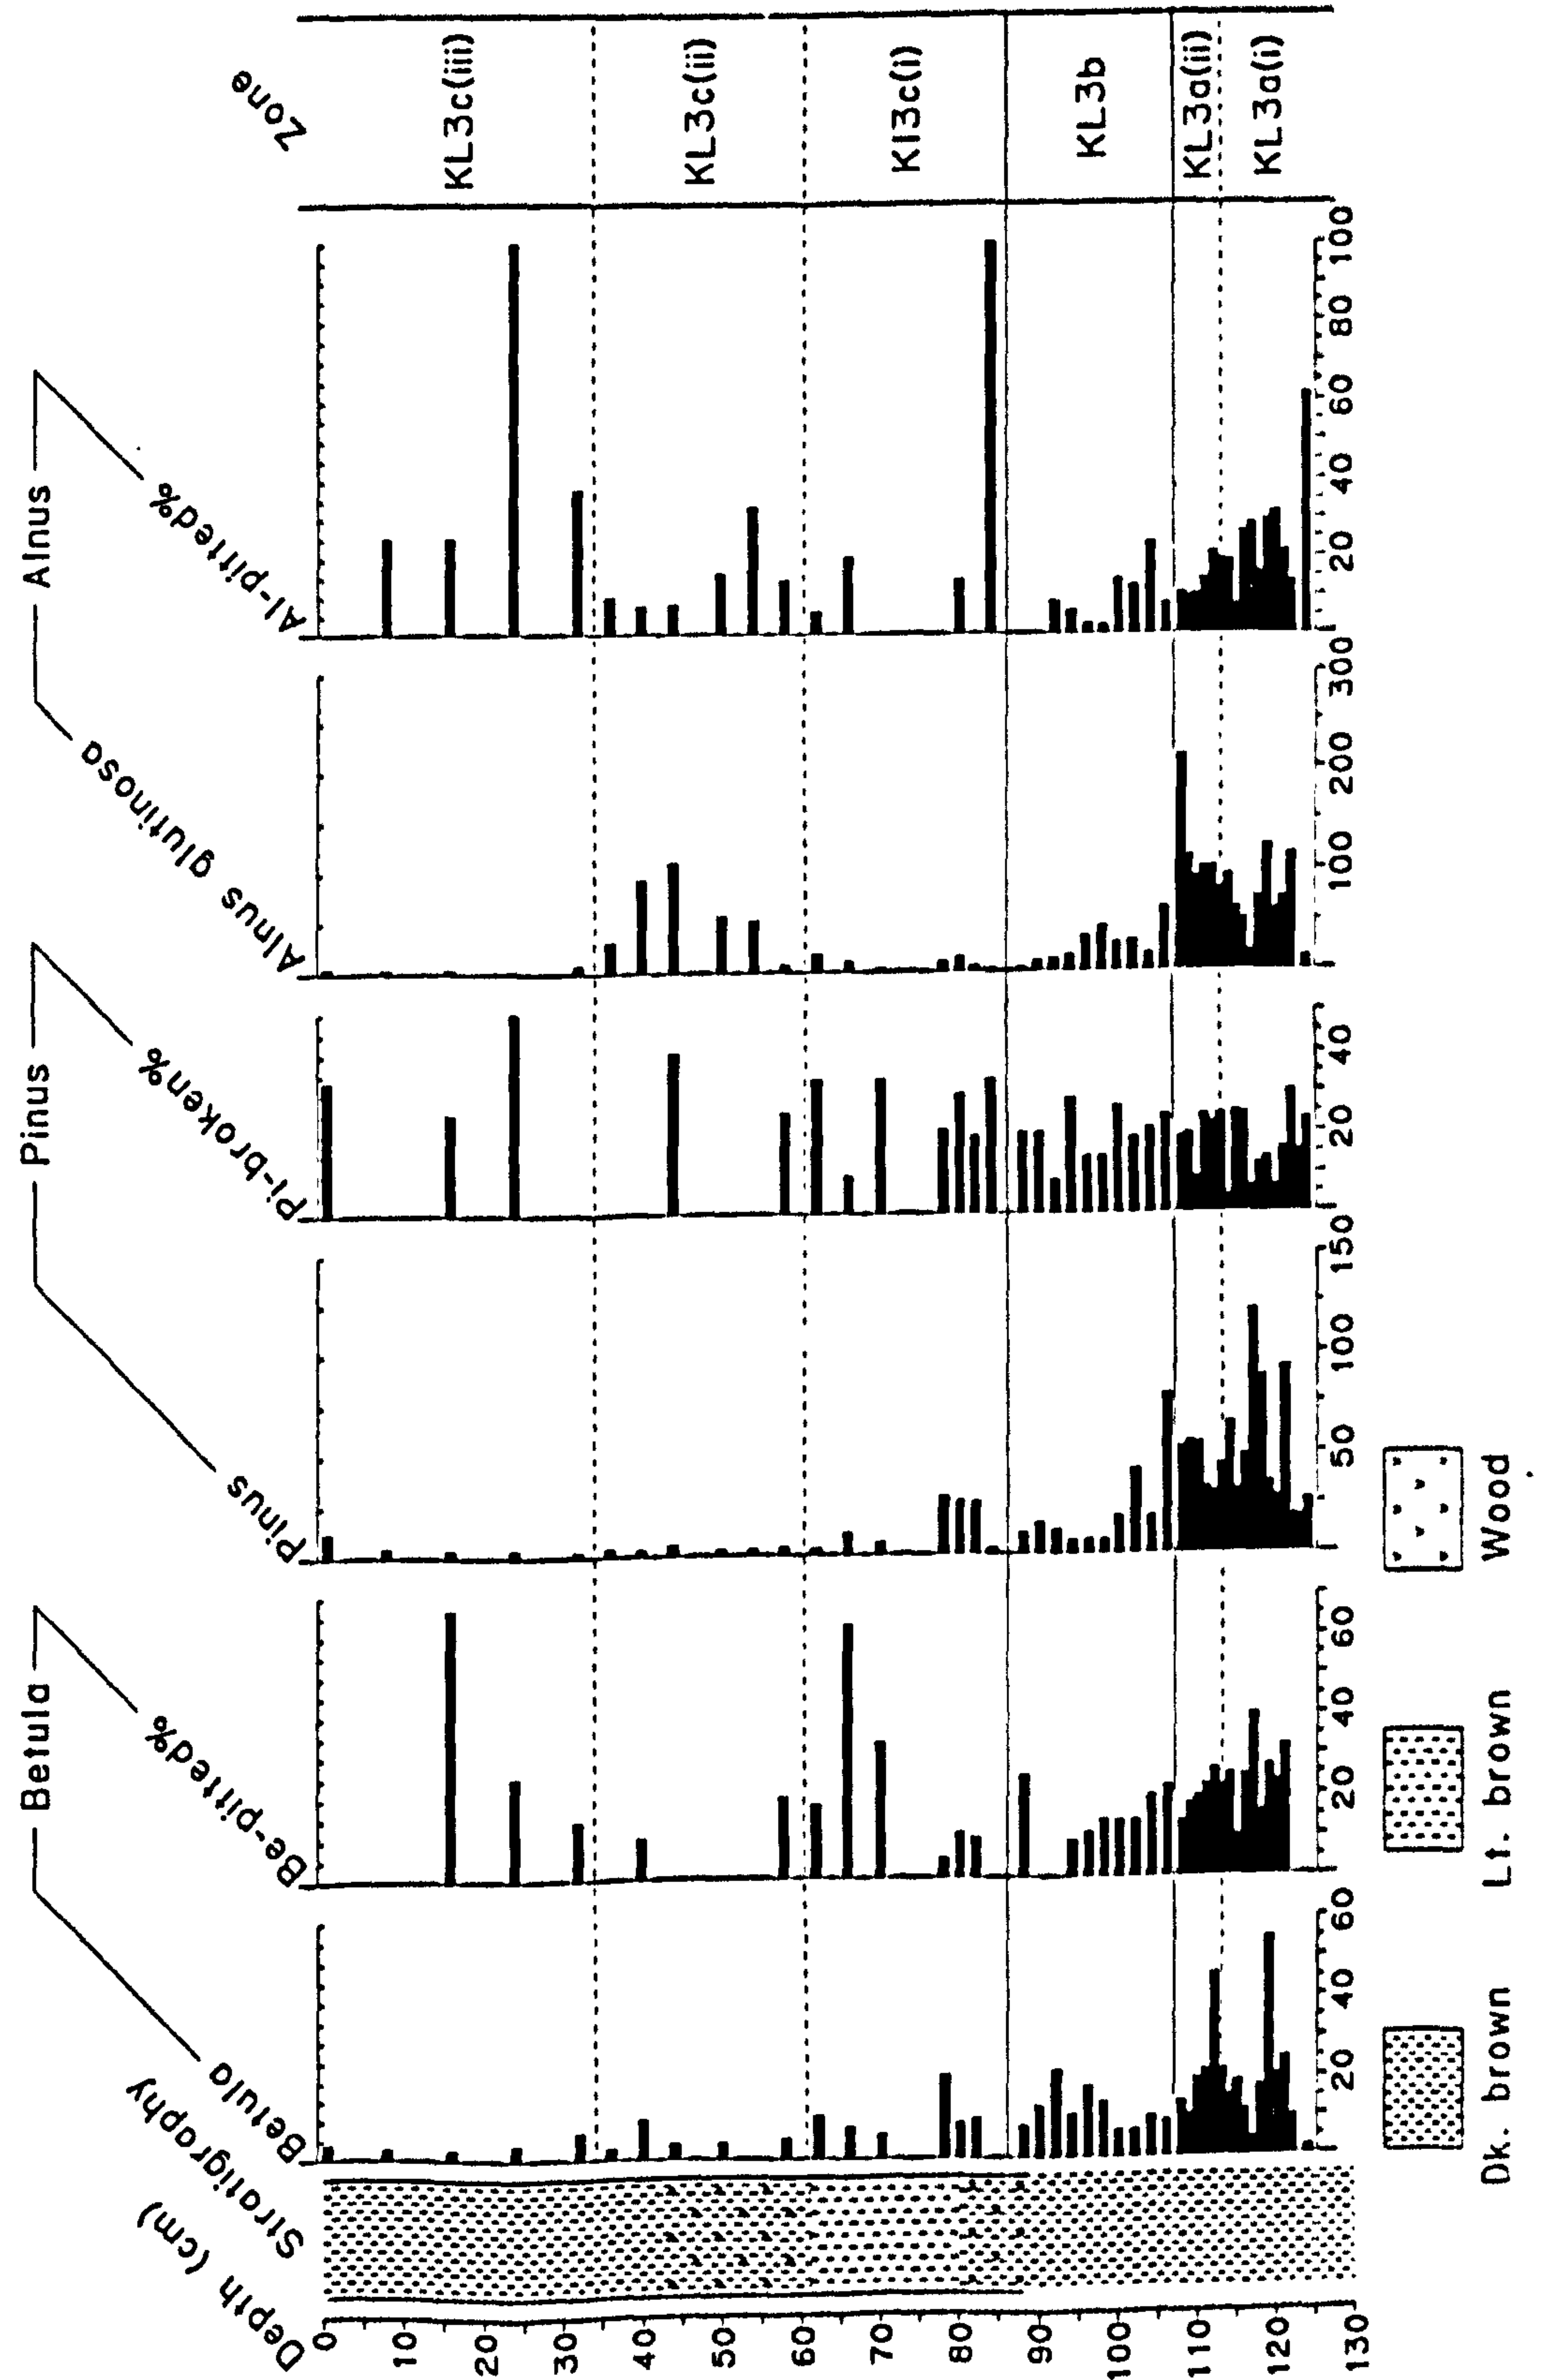 Betula
Pinus
Alnus
Depth (cm)
Stratigraphy
Betula
Be-pitted%
Pinus
Pi-broken%
Alnus glutinosa
Al-pitted%
Zone
0
10
20
30
40
50
60
70
80
90
100
110
120
130
KL3c(iii)
KL3c(ii)
Kl3c(i)
KL3b
KL3a(ii)
KL3a(i)
20 40 60
20 40 60
50 100 150
20 40
100 200 300
20 40 60 80 100
Dk. brown
Lt. brown
Wood